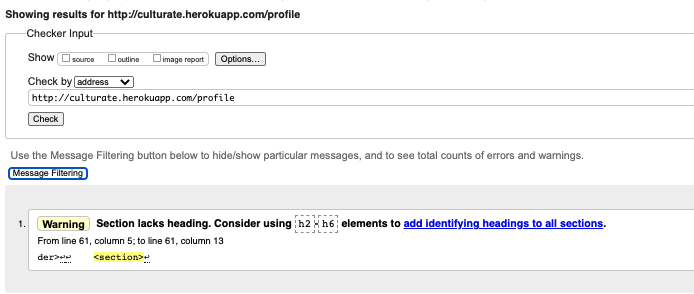 Showing results for http://culturate.herokuapp.com/profile
Checker Input
Show source outline image report Options...
Check by address
http://culturate.herokuapp.com/profile
Check
Use the Message Filtering button below to hide/show particular messages, and to see total counts of errors and warnings.
Message Filtering
1. Warning Section lacks heading. Consider using h2-h6 elements to add identifying headings to all sections.
From line 61, column 5; to line 61, column 13
der>↩↩ <section>↩